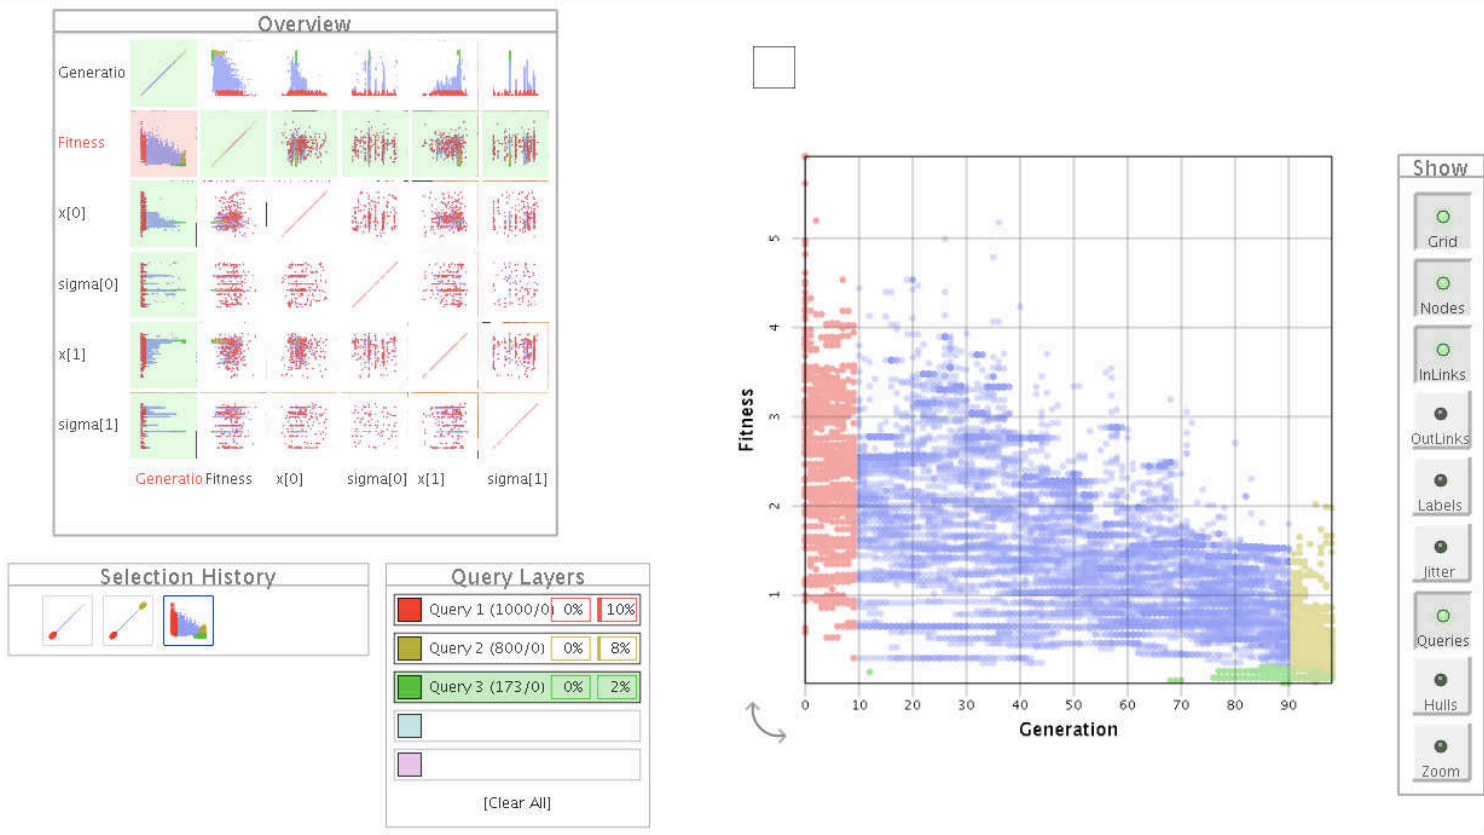 Overview
Generatio
Fitness
x[0]
sigma[0]
x[1]
sigma[1]
Generatio Fitness x[0] sigma[0] x[1] sigma[1]
Selection History
Query Layers
Query 1 (1000/0) 0% 10%
Query 2 (800/0) 0% 8%
Query 3 (173/0) 0% 2%
[Clear All]
Fitness
5
4
3
2
1
0 10 20 30 40 50 60 70 80 90
Generation
Show
Grid
Nodes
InLinks
OutLinks
Labels
Jitter
Queries
Hulls
Zoom